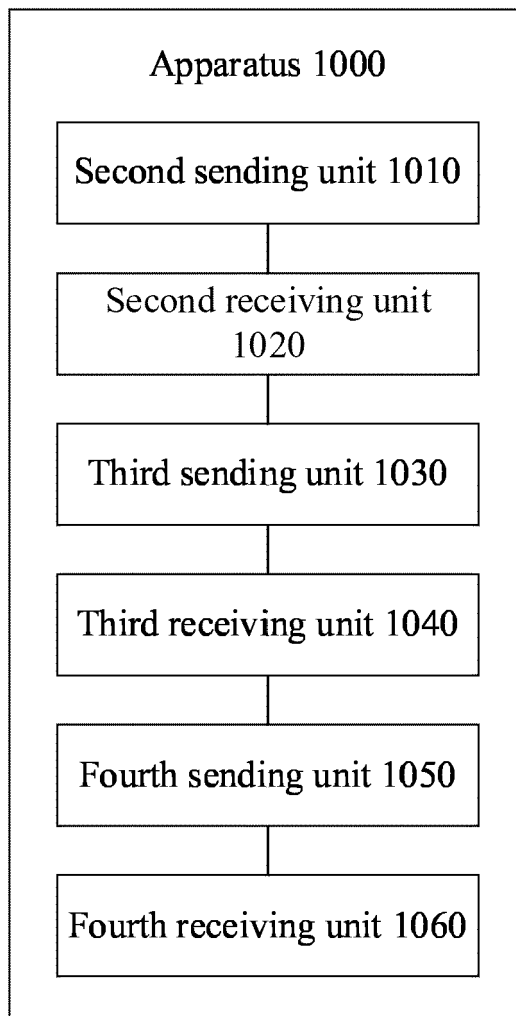 Apparatus 1000
Second sending unit 1010
Second receiving unit
1020
Third sending unit 1030
Third receiving unit 1040
Fourth sending unit 1050
Fourth receiving unit 1060